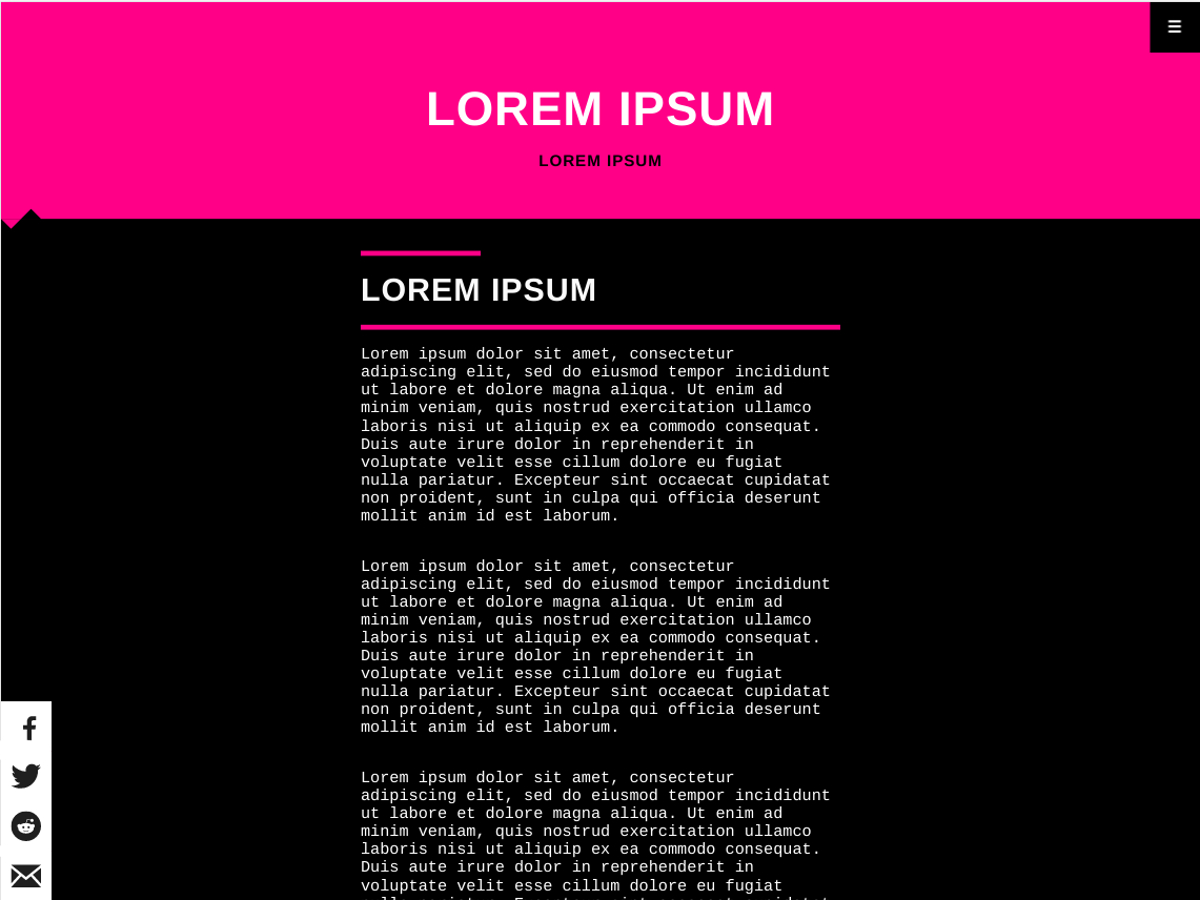 LOREM IPSUM
LOREM IPSUM
LOREM IPSUM
Lorem ipsum dolor sit amet, consectetur
adipiscing elit, sed do eiusmod tempor incididunt
ut labore et dolore magna aliqua. Ut enim ad
minim veniam, quis nostrud exercitation ullamco
laboris nisi ut aliquip ex ea commodo consequat.
Duis aute irure dolor in reprehenderit in
voluptate velit esse cillum dolore eu fugiat
nulla pariatur. Excepteur sint occaecat cupidatat
non proident, sunt in culpa qui officia deserunt
mollit anim id est laborum.
Lorem ipsum dolor sit amet, consectetur
adipiscing elit, sed do eiusmod tempor incididunt
ut labore et dolore magna aliqua. Ut enim ad
minim veniam, quis nostrud exercitation ullamco
laboris nisi ut aliquip ex ea commodo consequat.
Duis aute irure dolor in reprehenderit in
voluptate velit esse cillum dolore eu fugiat
nulla pariatur. Excepteur sint occaecat cupidatat
non proident, sunt in culpa qui officia deserunt
mollit anim id est laborum.
Lorem ipsum dolor sit amet, consectetur
adipiscing elit, sed do eiusmod tempor incididunt
ut labore et dolore magna aliqua. Ut enim ad
minim veniam, quis nostrud exercitation ullamco
laboris nisi ut aliquip ex ea commodo consequat.
Duis aute irure dolor in reprehenderit in
voluptate velit esse cillum dolore eu fugiat